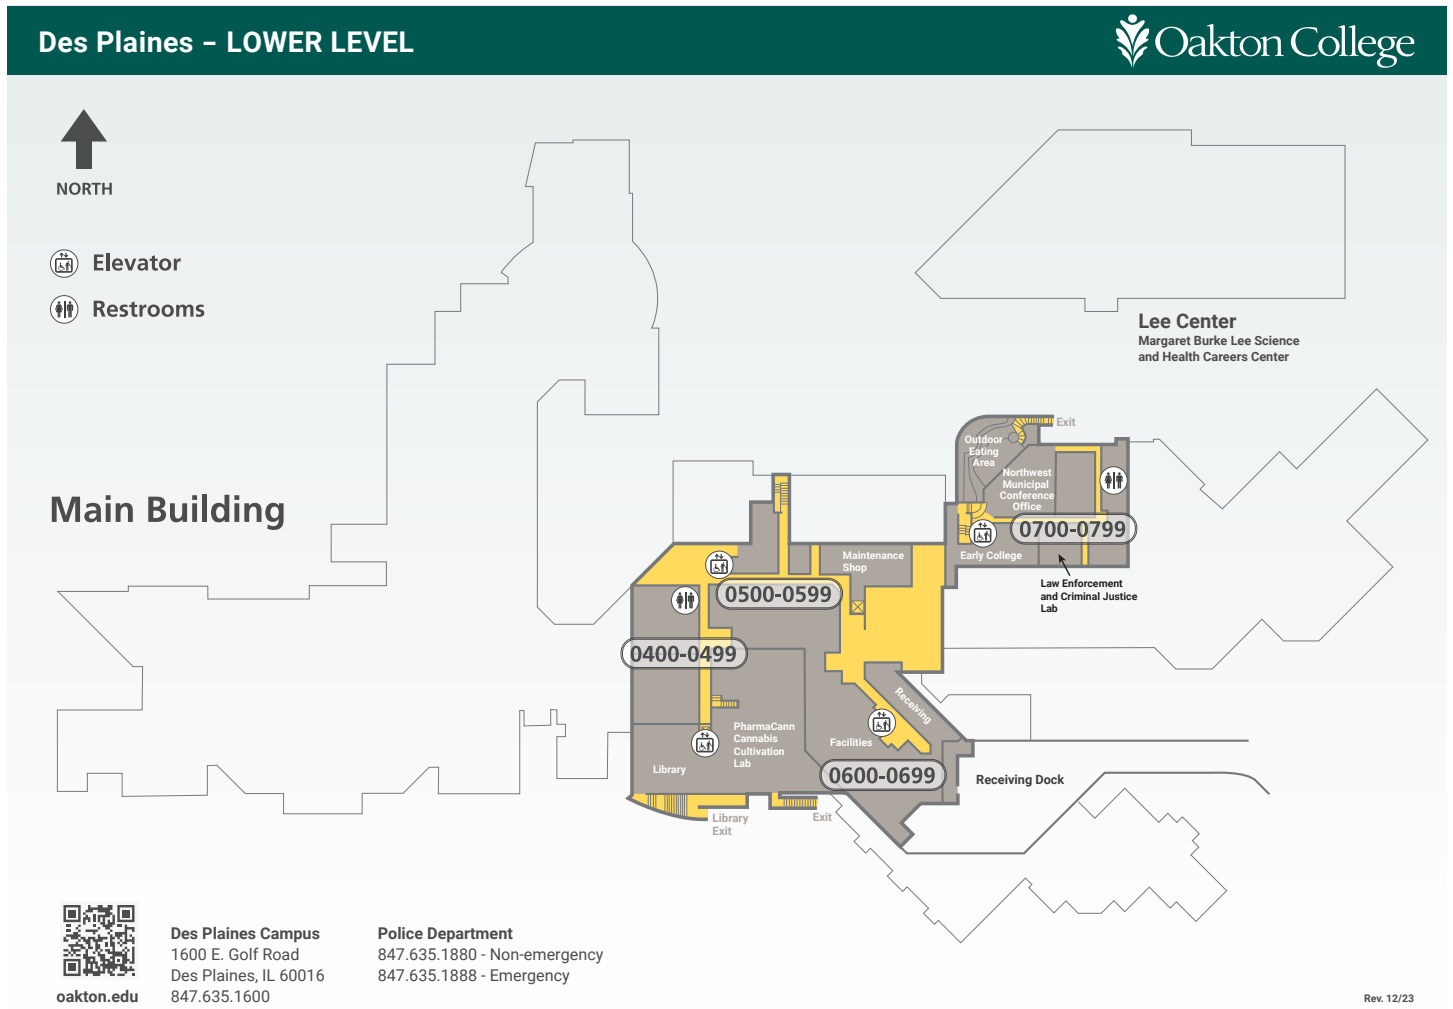 Des Plaines – LOWER LEVEL
Oakton College
NORTH
Elevator
Restrooms
Lee Center
Margaret Burke Lee Science
and Health Careers Center
Main Building
Exit
Outdoor
Eating
Area
Northwest
Municipal
Conference
Office
0700-0799
Early College
Law Enforcement
and Criminal Justice
Lab
Maintenance
Shop
0500-0599
0400-0499
Receiving
PharmaCann
Cannabis
Cultivation
Lab
Facilities
Library
0600-0699
Receiving Dock
Library
Exit
Exit
oakton.edu
Des Plaines Campus
1600 E. Golf Road
Des Plaines, IL 60016
847.635.1600
Police Department
847.635.1880 - Non-emergency
847.635.1888 - Emergency
Rev. 12/23